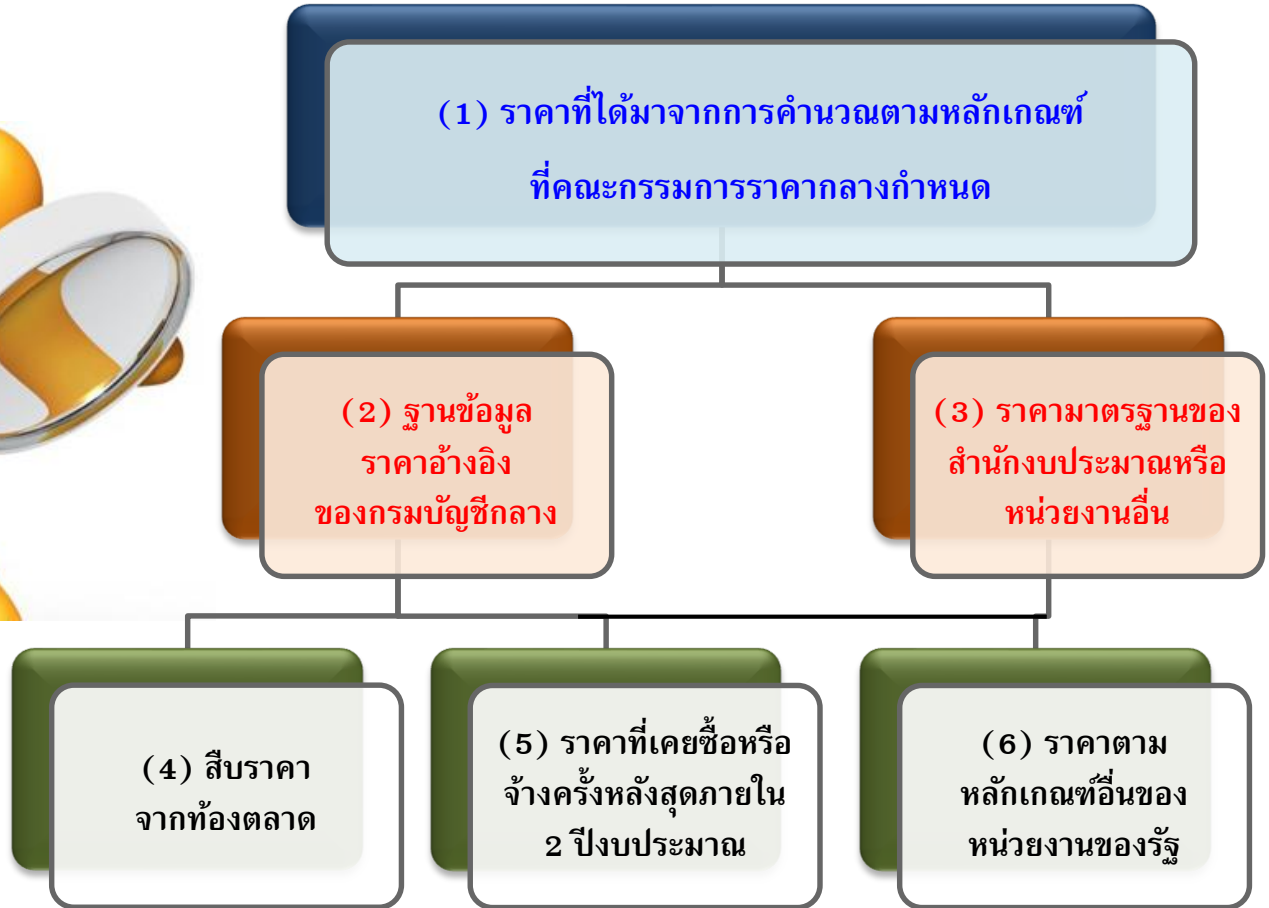 (1) ราคาที่ได้มาจากการคำนวณตามหลักเกณฑ์
ที่คณะกรรมการราคากลางกำหนด
(2) ฐานข้อมูล
ราคาอ้างอิง
ของกรมบัญชีกลาง
(3) ราคามาตรฐานของ
สำนักงบประมาณหรือ
หน่วยงานอื่น
(4) สืบราคา
จากท้องตลาด
(5) ราคาที่เคยซื้อหรือ
จ้างครั้งหลังสุดภายใน
2 ปีงบประมาณ
(6) ราคาตาม
หลักเกณฑ์อื่นของ
หน่วยงานของรัฐ